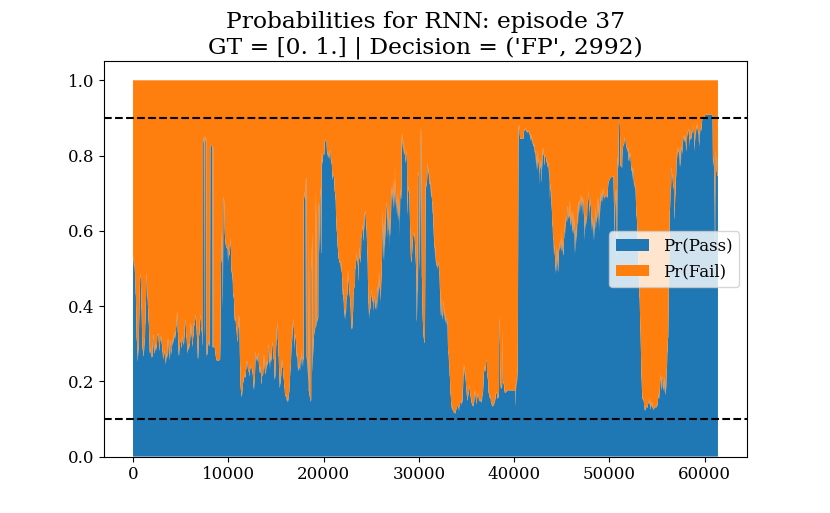 Probabilities for RNN: episode 37
GT = [0. 1.] | Decision = ('FP', 2992)
1.0
0.8
0.6
0.4
0.2
0.0
Pr(Pass)
Pr(Fail)
0 10000 20000 30000 40000 50000 60000